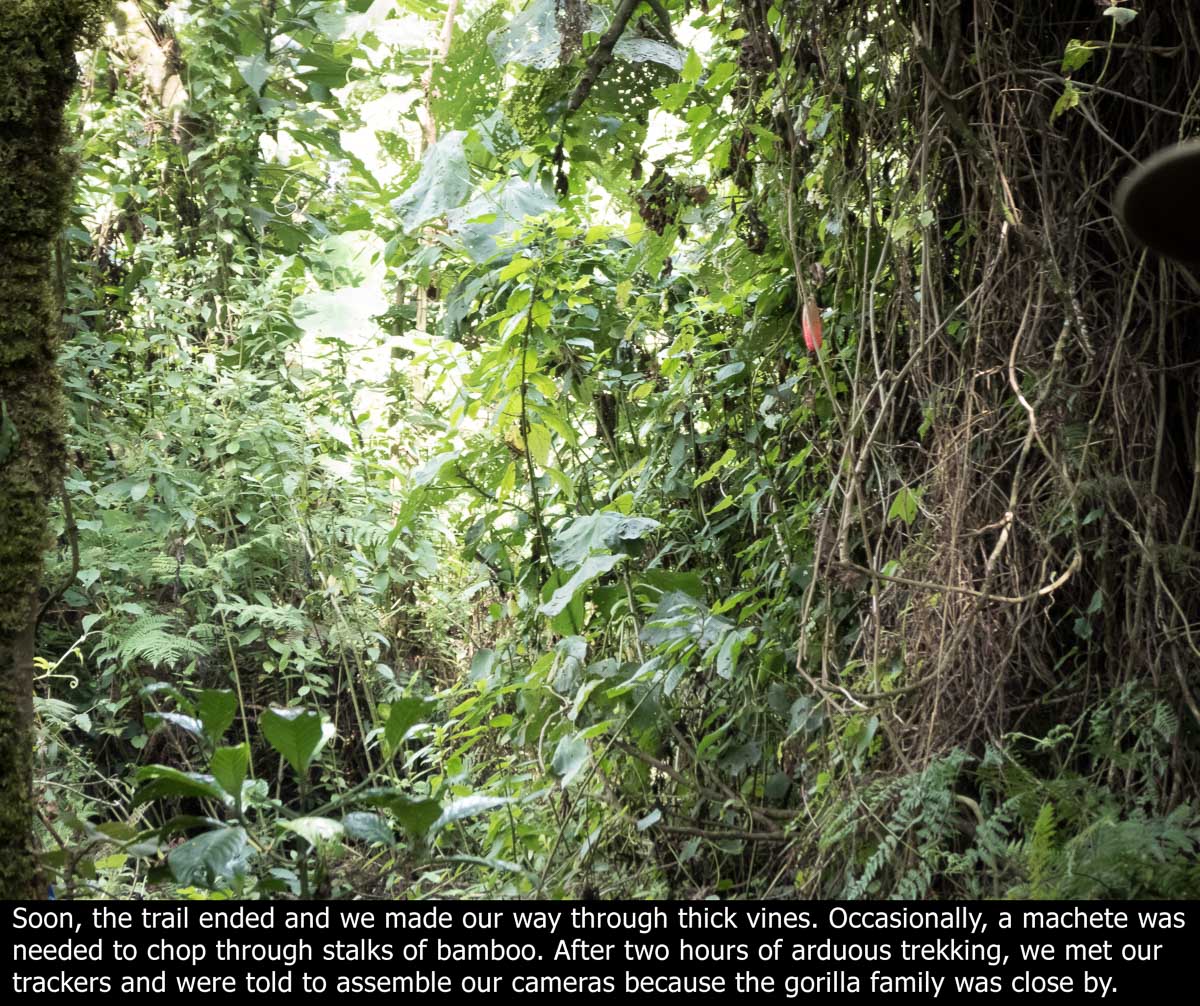 Soon, the trail ended and we made our way through thick vines. Occasionally, a machete was
needed to chop through stalks of bamboo. After two hours of arduous trekking, we met our
trackers and were told to assemble our cameras because the gorilla family was close by.